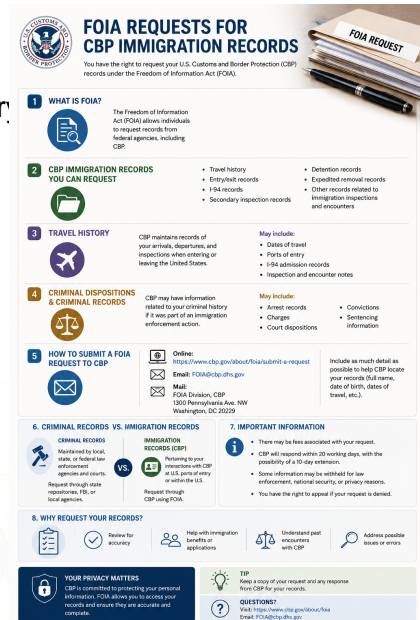 U.S. CUSTOMS AND BORDER PROTECTION
FOIA REQUESTS FOR
CBP IMMIGRATION RECORDS
You have the right to request your U.S. Customs and Border Protection (CBP)
records under the Freedom of Information Act (FOIA).
FOIA REQUEST
1 WHAT IS FOIA?
The Freedom of Information
Act (FOIA) allows individuals
to request records from
federal agencies, including
CBP.
2 CBP IMMIGRATION RECORDS
YOU CAN REQUEST
• Travel history
• Entry/exit records
• I-94 records
• Secondary inspection records
• Detention records
• Expedited removal records
• Other records related to
immigration inspections
and encounters
3 TRAVEL HISTORY
CBP maintains records of
your arrivals, departures, and
inspections when entering or
leaving the United States.
May include:
• Dates of travel
• Ports of entry
• I-94 admission records
• Inspection and encounter notes
4 CRIMINAL DISPOSITIONS
& CRIMINAL RECORDS
CBP may have information
related to your criminal history
if it was part of an immigration
enforcement action.
May include:
• Arrest records
• Charges
• Court dispositions
• Convictions
• Sentencing
information
5 HOW TO SUBMIT A FOIA
REQUEST TO CBP
Online:
https://www.cbp.gov/about/foia/submit-a-request
Email: FOIA@cbp.dhs.gov
Mail:
FOIA Division, CBP
1300 Pennsylvania Ave. NW
Washington, DC 20229
Include as much detail as
possible to help CBP locate
your records (full name,
date of birth, dates of
travel, etc.).
6. CRIMINAL RECORDS VS. IMMIGRATION RECORDS
CRIMINAL RECORDS
Maintained by local,
state, or federal law
enforcement
agencies and courts.
Request through state
repositories, FBI, or
local agencies.
VS.
IMMIGRATION
RECORDS (CBP)
Pertaining to your
interactions with CBP
at U.S. ports of entry
or within the U.S.
Request through
CBP using FOIA.
7. IMPORTANT INFORMATION
• There may be fees associated with your request.
• CBP will respond within 20 working days, with the
possibility of a 10-day extension.
• Some information may be withheld for law
enforcement, national security, or privacy reasons.
• You have the right to appeal if your request is denied.
8. WHY REQUEST YOUR RECORDS?
Review for
accuracy
Help with immigration
benefits or
applications
Understand past
encounters
with CBP
Address possible
issues or errors
YOUR PRIVACY MATTERS
CBP is committed to protecting your personal
information. FOIA allows you to access your
records and ensure they are accurate and
complete.
TIP
Keep a copy of your request and any response
from CBP for your records.
QUESTIONS?
Visit: https://www.cbp.gov/about/foia
Email: FOIA@cbp.dhs.gov